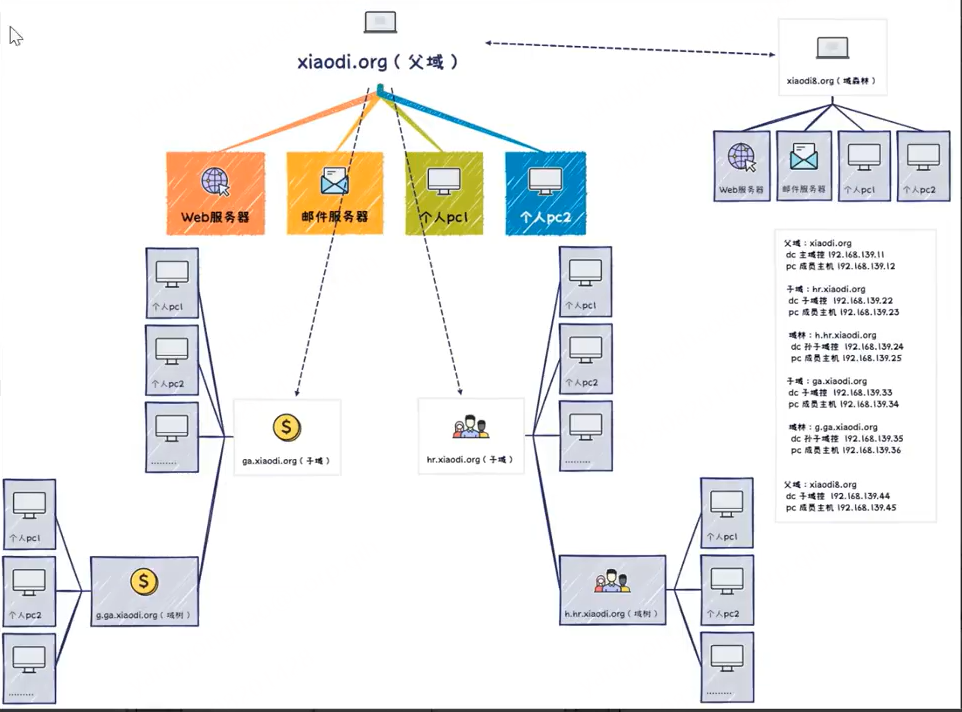 xiaodi.org（父域）
xiaodi8.org（域森林）
Web服务器
邮件服务器
个人pc1
个人pc2
Web服务器
邮件服务器
个人pc1
个人pc2
个人pc1
个人pc2
.........
个人pc1
个人pc2
.........
ga.xiaodi.org（子域）
hr.xiaodi.org（子域）
父域：xiaodi.org
dc 主域控 192.168.139.11
pc 成员主机 192.168.139.12
子域：hr.xiaodi.org
dc 子域控 192.168.139.22
pc 成员主机 192.168.139.23
域林：h.hr.xiaodi.org
dc 孙子域控 192.168.139.24
pc 成员主机 192.168.139.25
子域：ga.xiaodi.org
dc 子域控 192.168.139.33
pc 成员主机 192.168.139.34
域林：g.ga.xiaodi.org
dc 孙子域控 192.168.139.35
pc 成员主机 192.168.139.36
父域：xiaodi8.org
dc 子域控 192.168.139.44
pc 成员主机 192.168.139.45
个人pc1
个人pc2
.........
g.ga.xiaodi.org（域树）
h.hr.xiaodi.org（域树）
个人pc1
个人pc2
.........